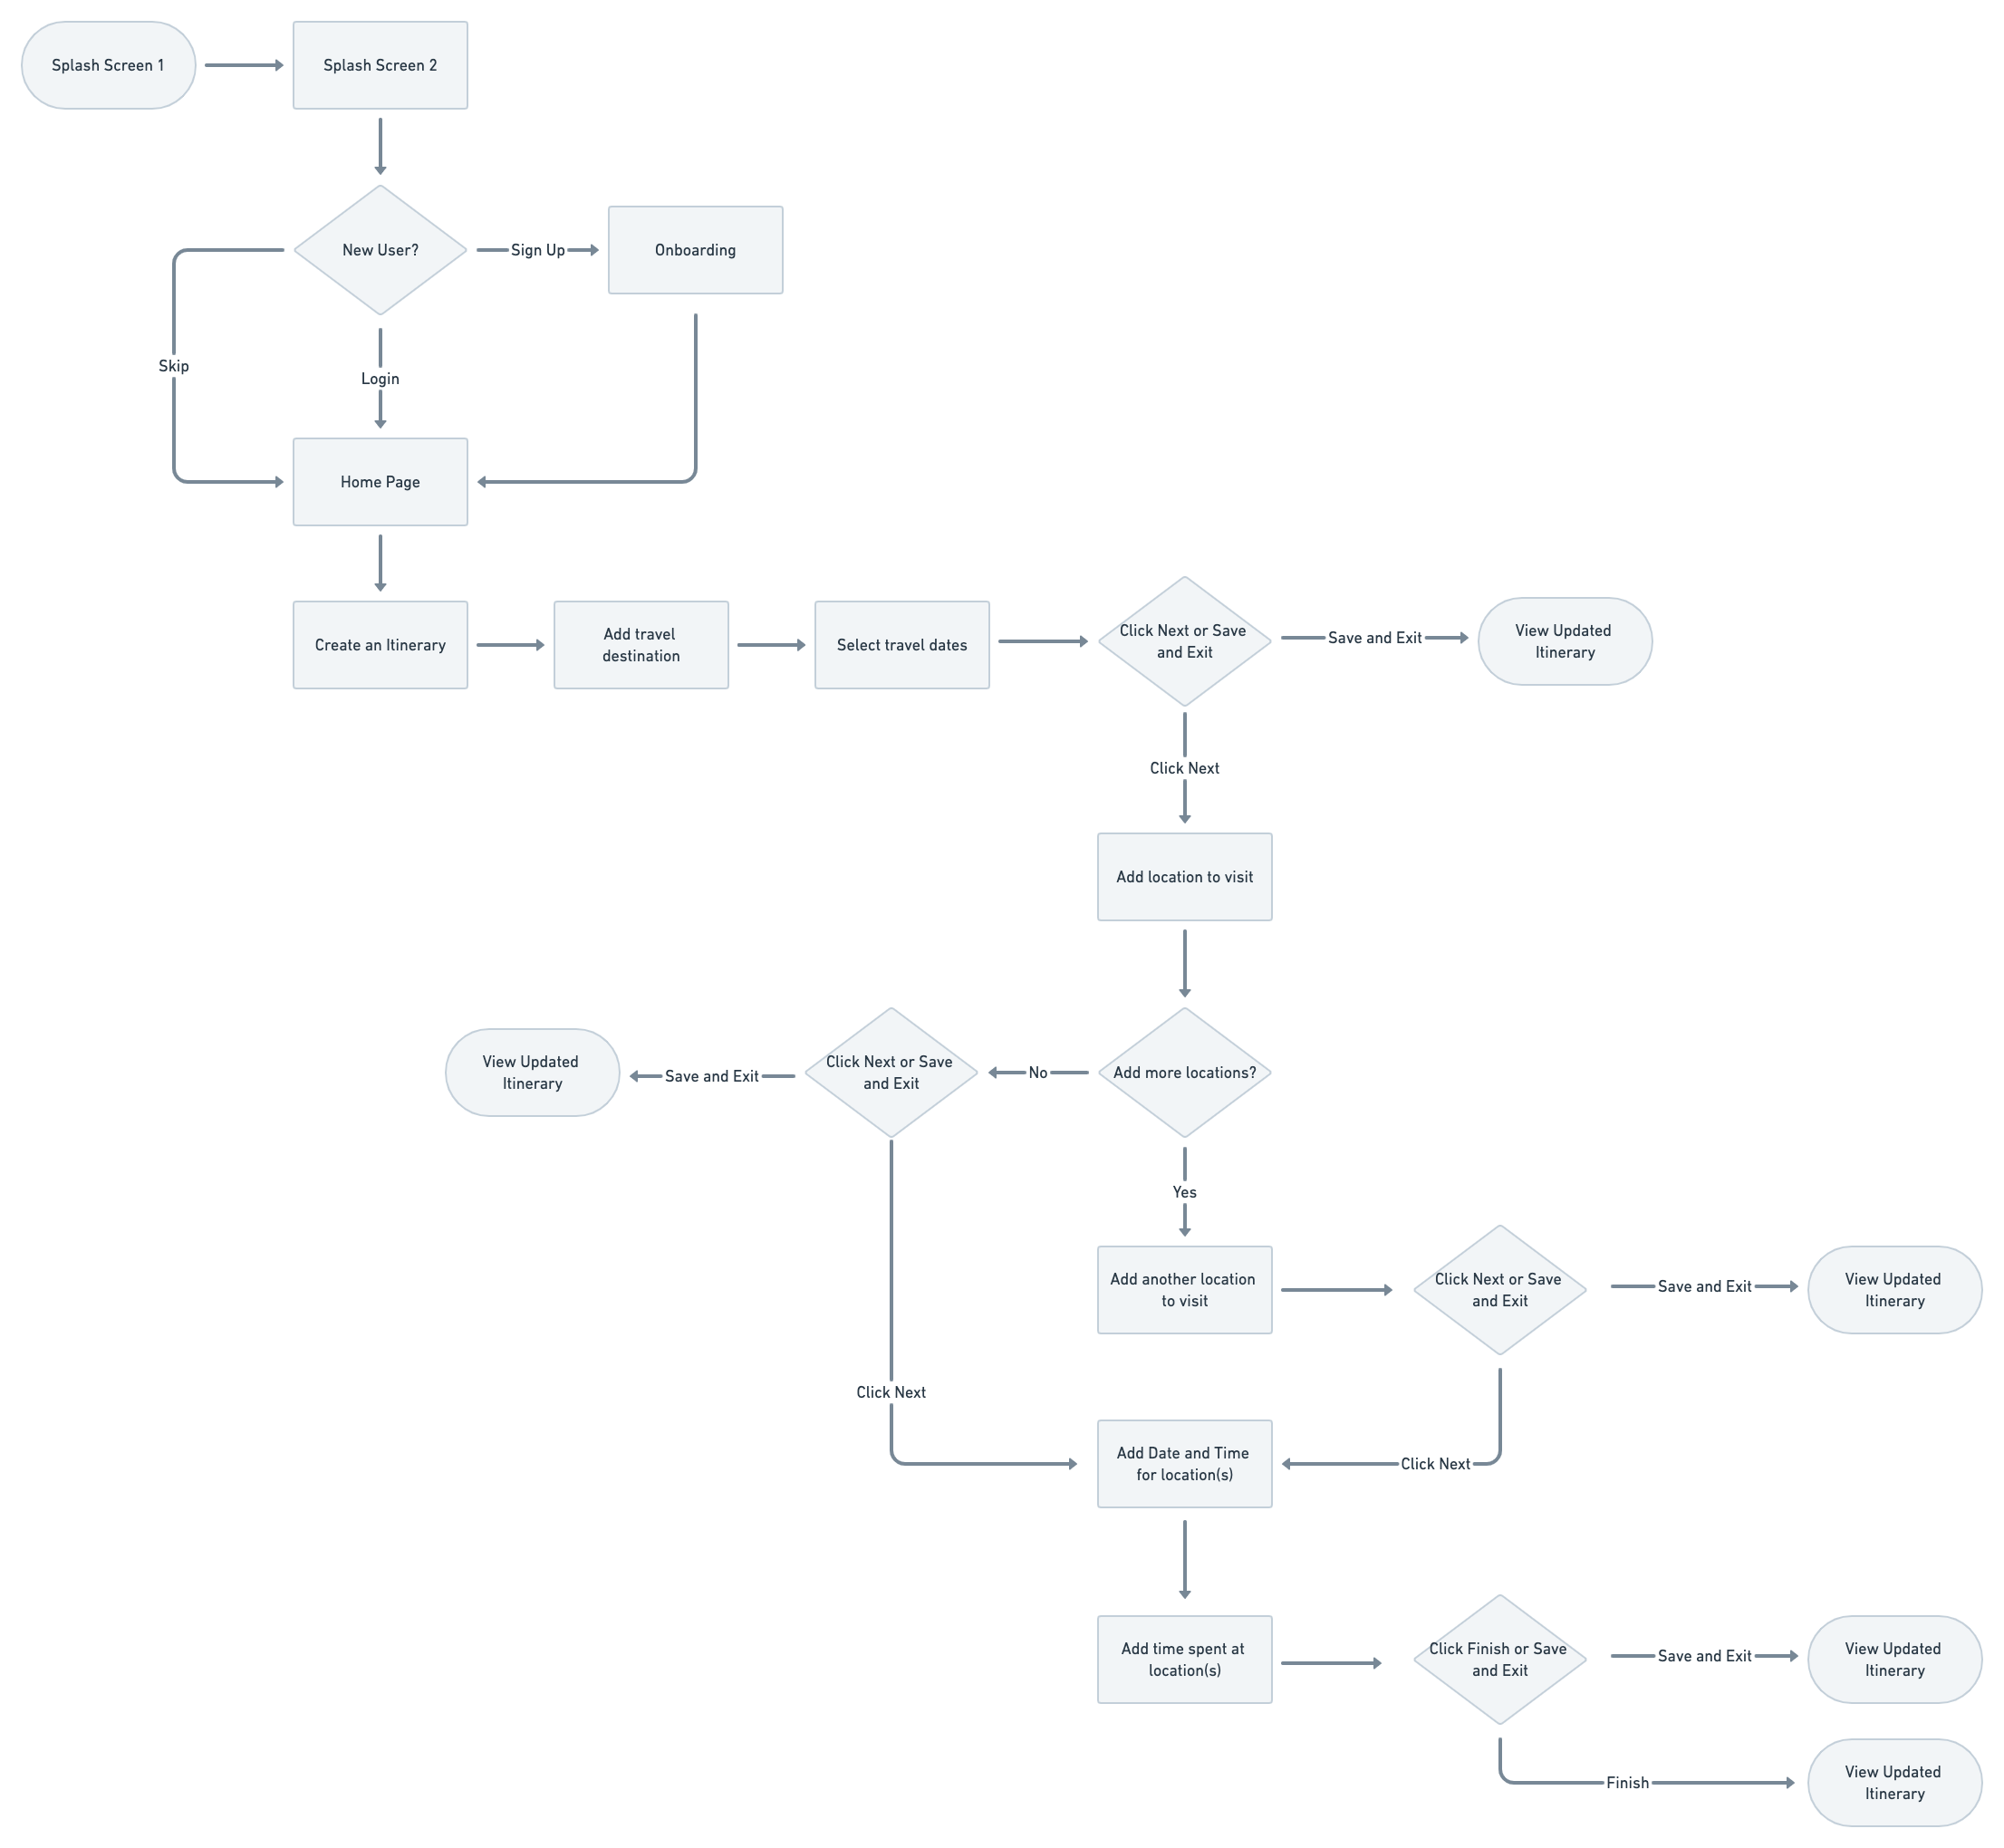 Splash Screen 1
Splash Screen 2
New User?
Sign Up
Onboarding
Skip
Login
Home Page
Create an Itinerary
Add travel
destination
Select travel dates
Click Next or Save
and Exit
Save and Exit
View Updated
Itinerary
Click Next
Add location to visit
Add more locations?
No
Click Next or Save
and Exit
Save and Exit
View Updated
Itinerary
Yes
Add another location
to visit
Click Next or Save
and Exit
Save and Exit
View Updated
Itinerary
Click Next
Click Next
Add Date and Time
for location(s)
Add time spent at
location(s)
Click Finish or Save
and Exit
Save and Exit
View Updated
Itinerary
Finish
View Updated
Itinerary